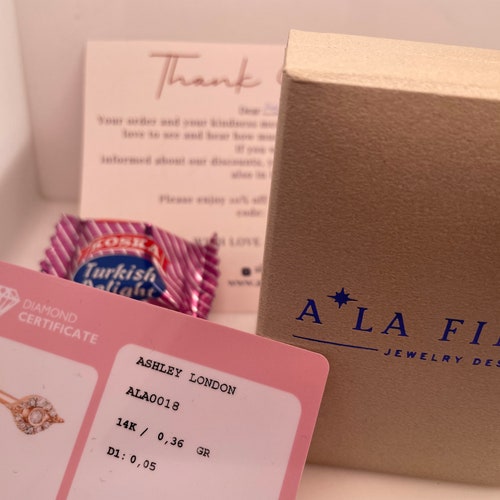 Thank
Dear
Your order and your kindness
love to see and hear how
If you
informed about our discounts,
also in
Please enjoy 10% off
code:
WITH LOVE
KOSKA
Turkish
Delight
DIAMOND
CERTIFICATE
ASHLEY LONDON
ALA0018
14K / 0,36 GR
D1: 0,05
A LA FI
JEWELRY DES